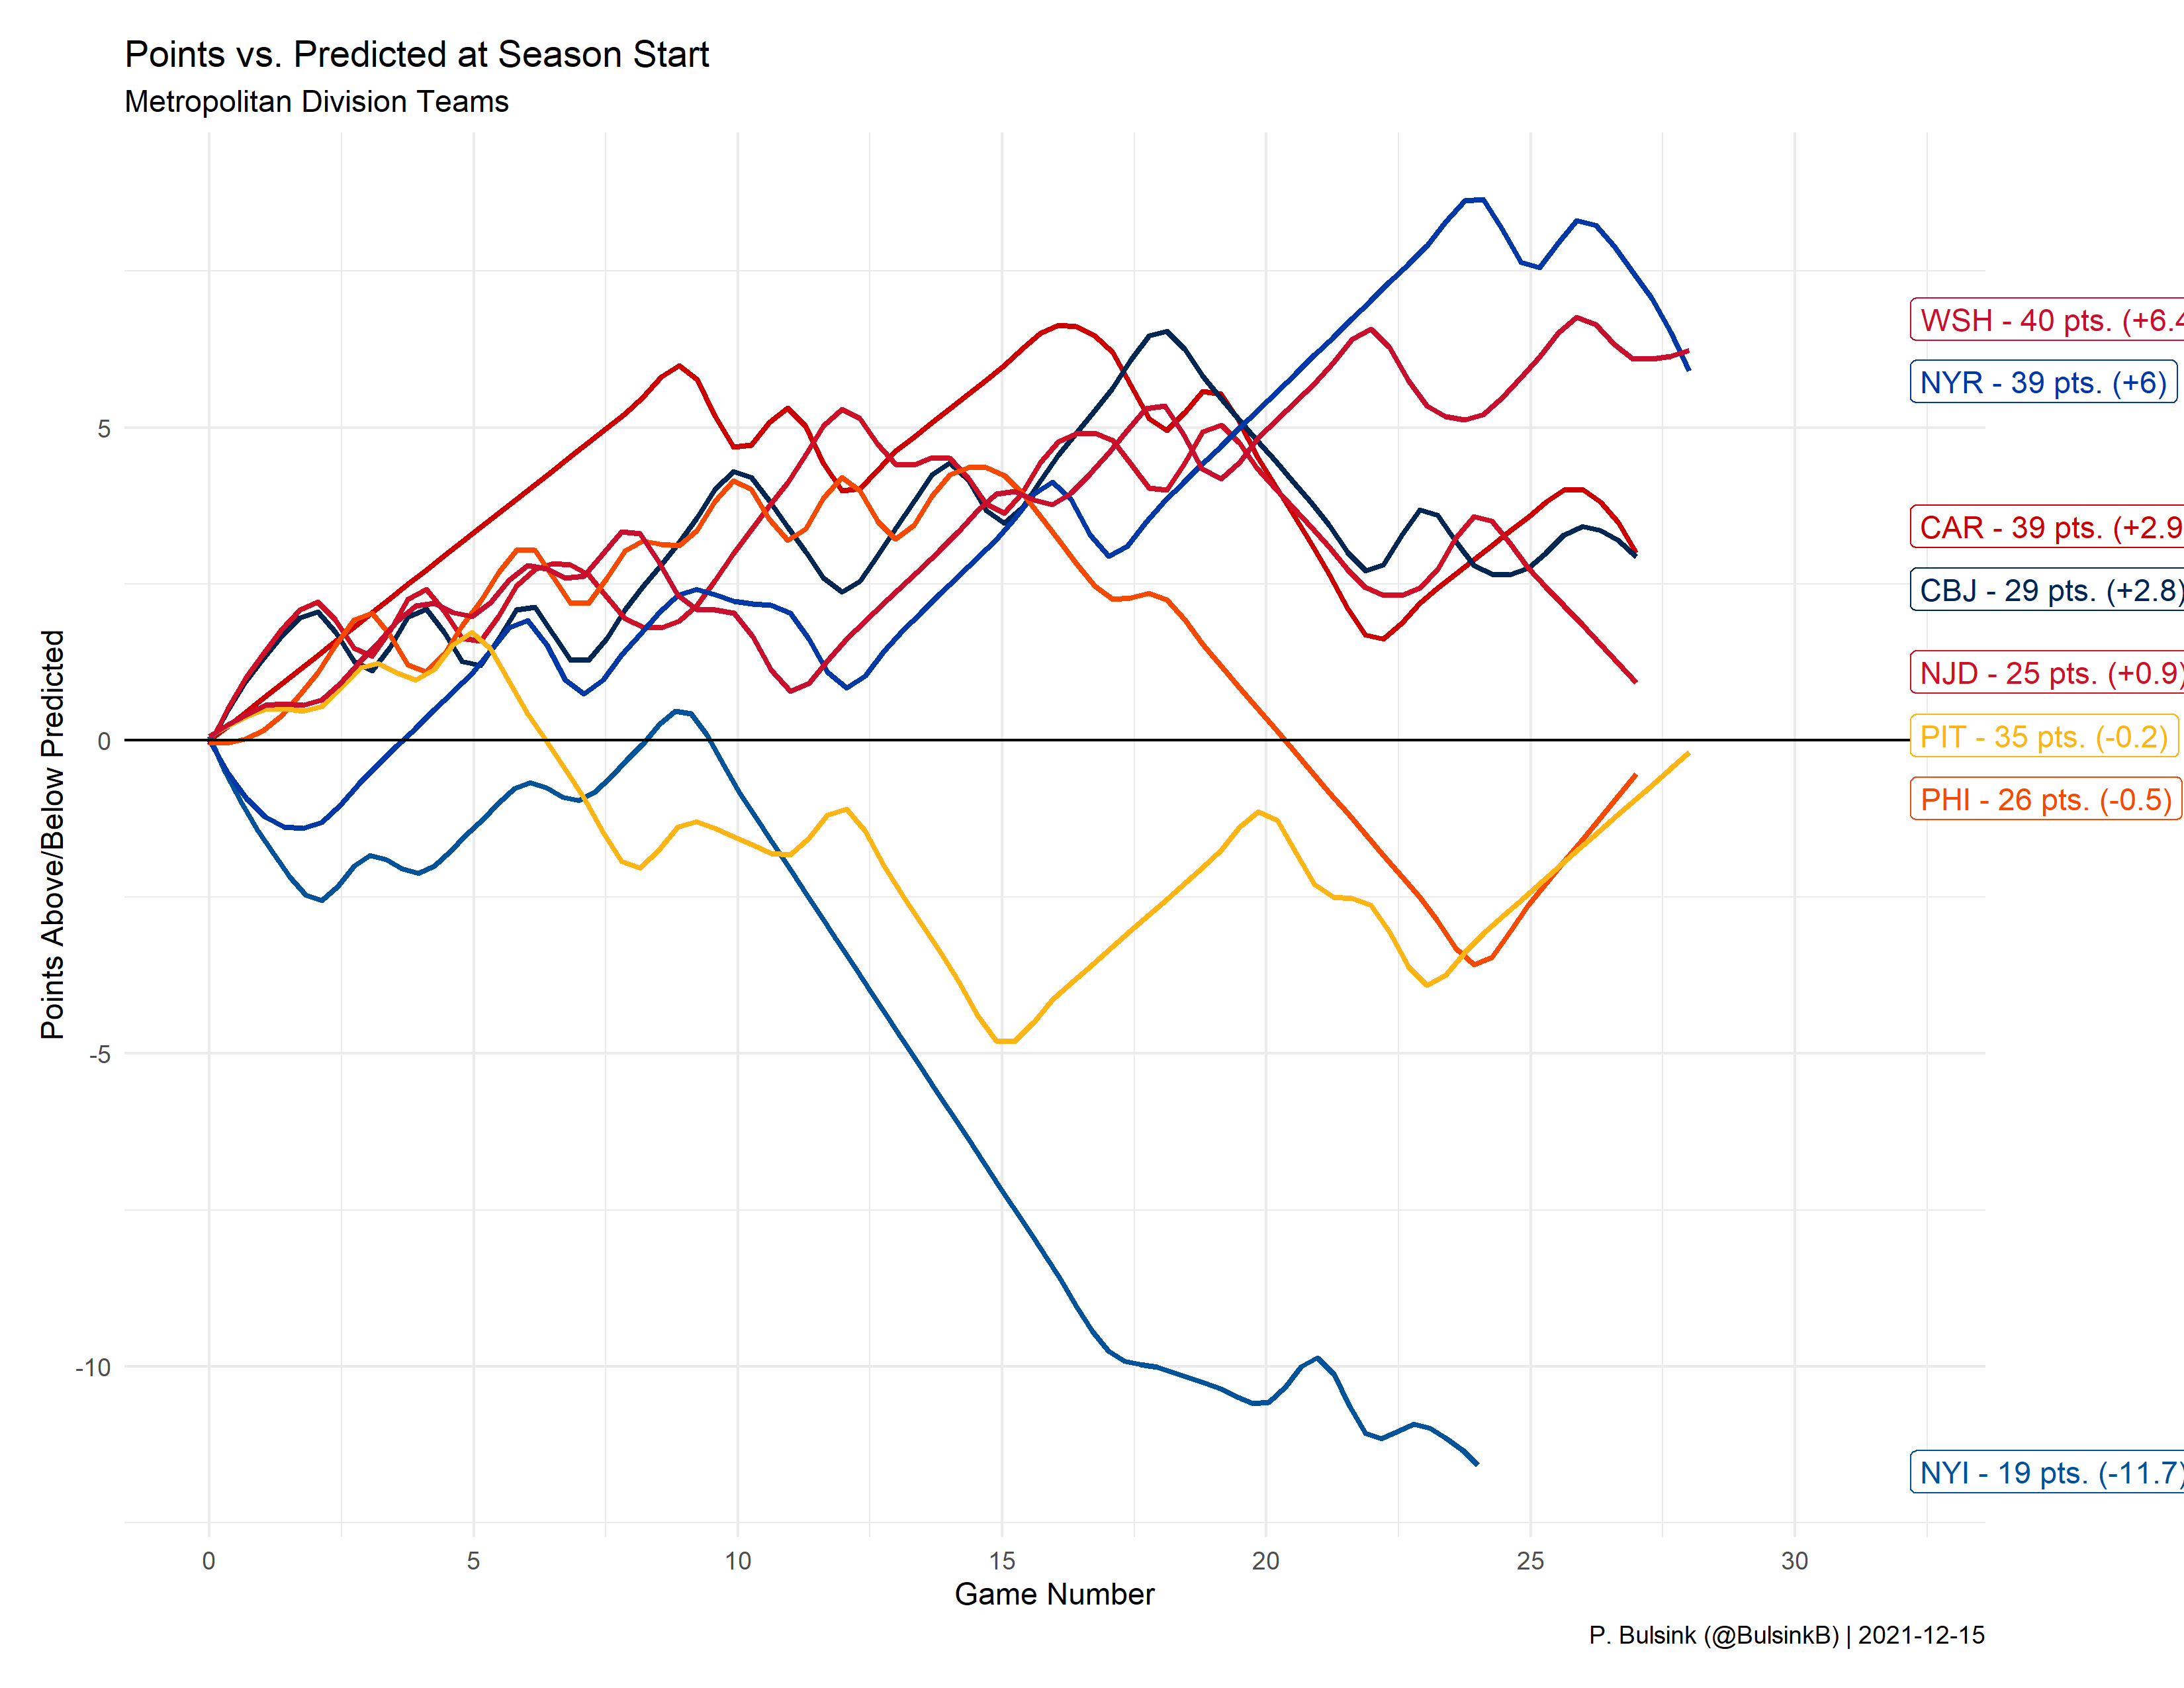 Points vs. Predicted at Season Start
Metropolitan Division Teams
Points Above/Below Predicted
5
0
-5
-10
WSH - 40 pts. (+6.4
NYR - 39 pts. (+6)
CAR - 39 pts. (+2.9
CBJ - 29 pts. (+2.8)
NJD - 25 pts. (+0.9)
PIT - 35 pts. (-0.2)
PHI - 26 pts. (-0.5)
NYI - 19 pts. (-11.7)
0 5 10 15 20 25 30
Game Number
P. Bulsink (@BulsinkB) | 2021-12-15